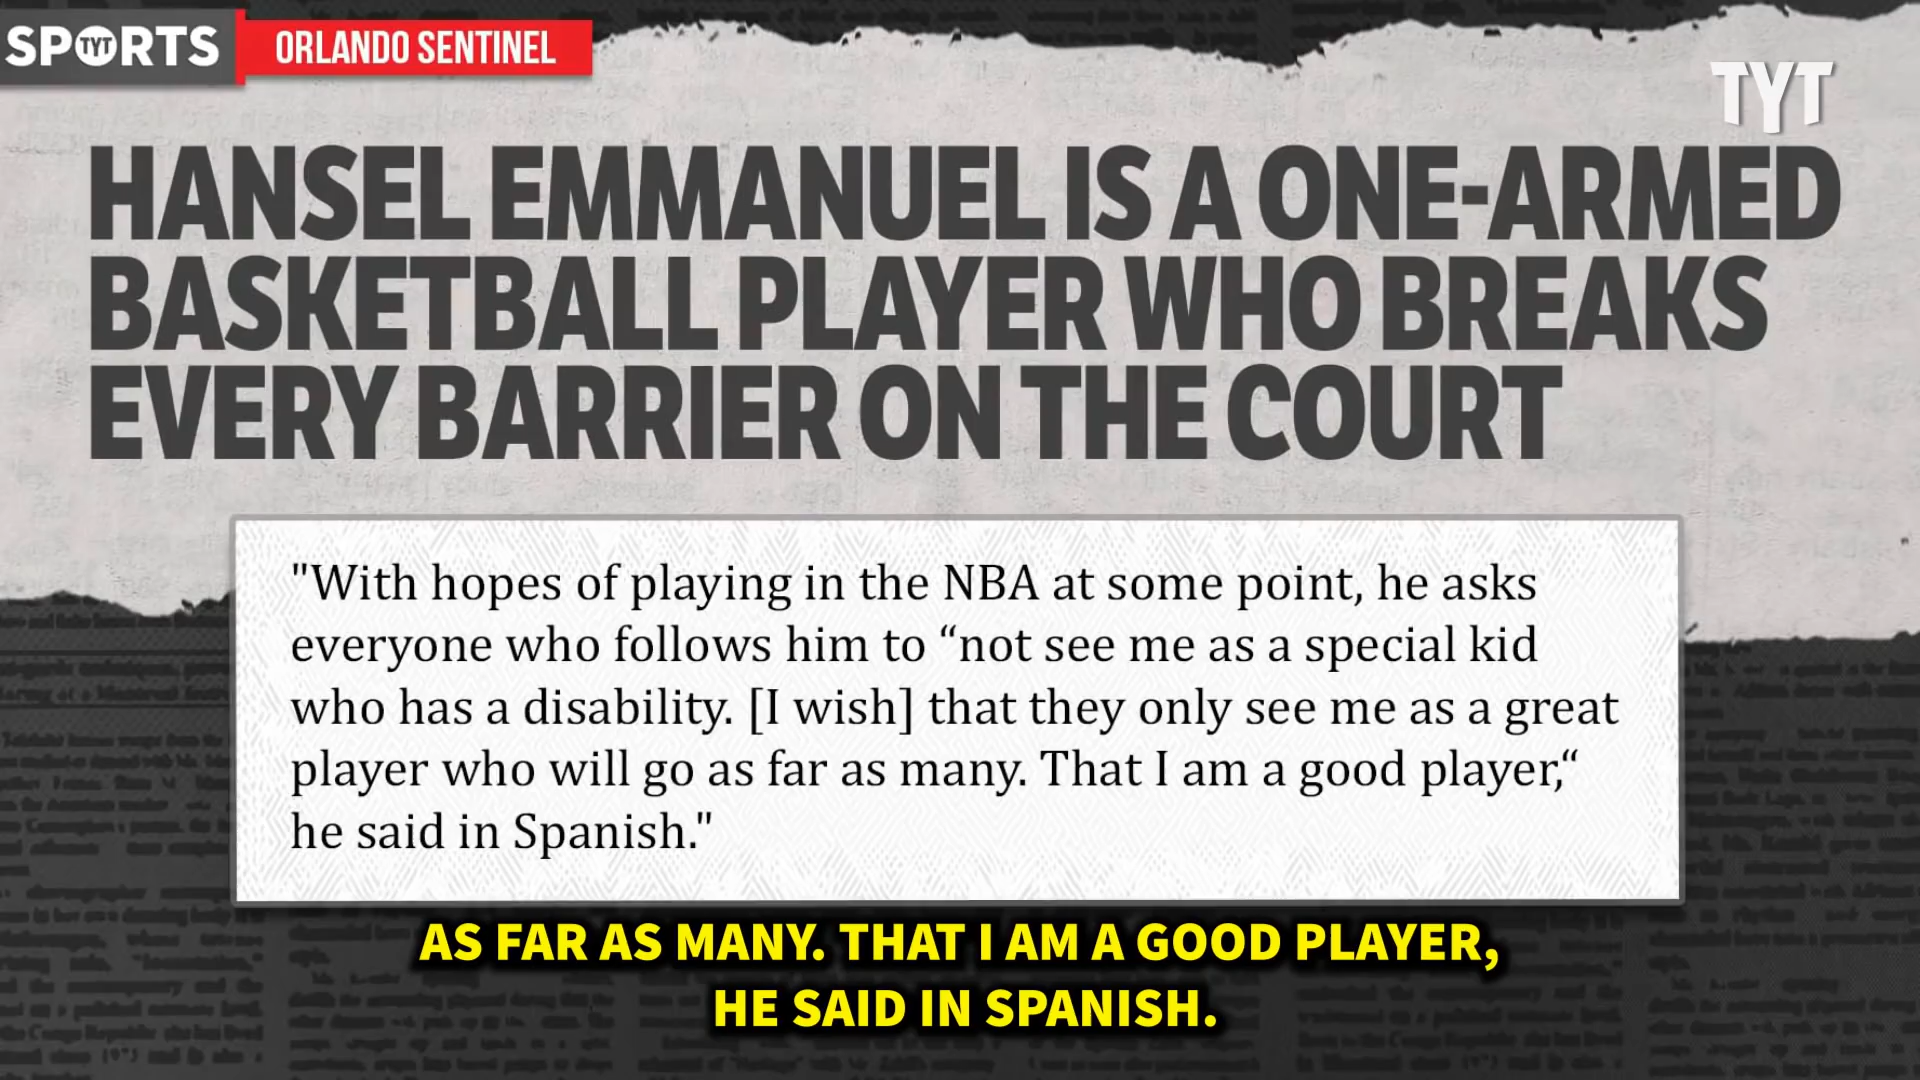 SPORTS
TYT
ORLANDO SENTINEL
TYT
HANSEL EMMANUEL IS A ONE-ARMED
BASKETBALL PLAYER WHO BREAKS
EVERY BARRIER ON THE COURT
"With hopes of playing in the NBA at some point, he asks
everyone who follows him to “not see me as a special kid
who has a disability. [I wish] that they only see me as a great
player who will go as far as many. That I am a good player,“
he said in Spanish."
AS FAR AS MANY. THAT I AM A GOOD PLAYER,
HE SAID IN SPANISH.